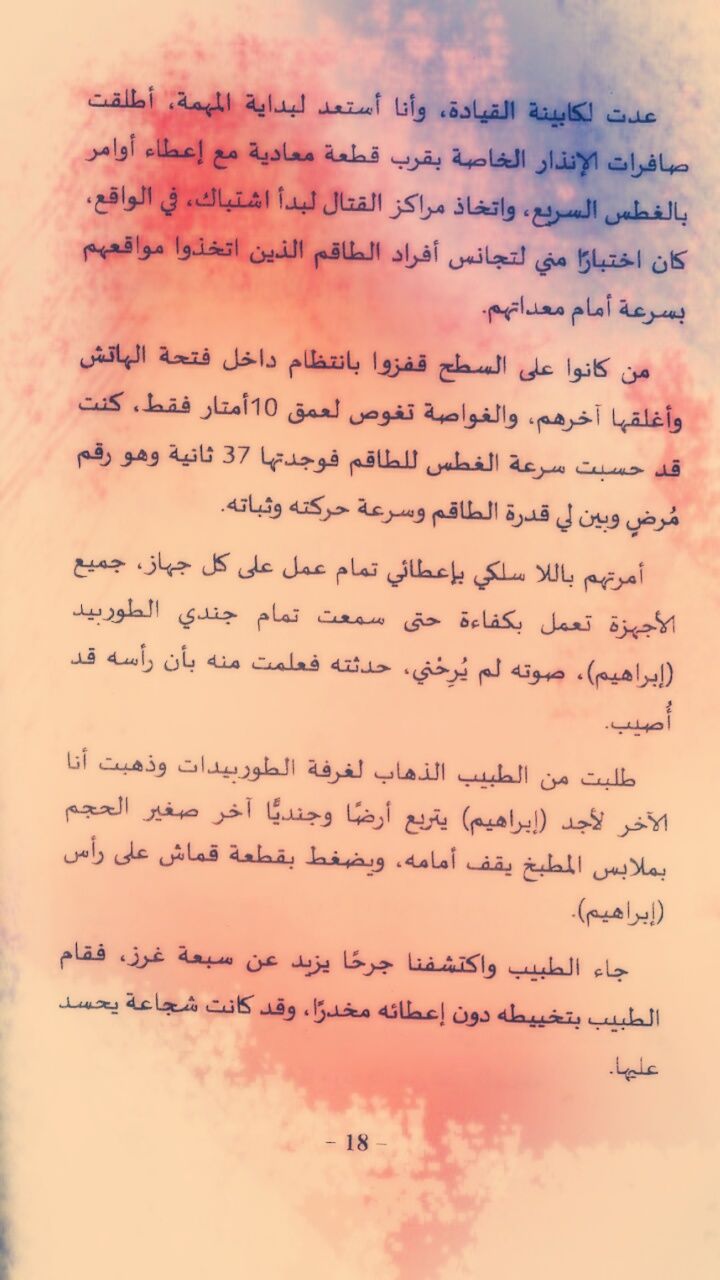 عدت لكابينة القيادة، وأنا أستعد لبداية المهمة، أطلقت
صافرات الإنذار الخاصة بقرب قطعة معادية مع إعطاء أوامر
بالغطس السريع، واتخاذ مراكز القتال لبدأ اشتباك، في الواقع،
كان اختبارًا مني لتجانس أفراد الطاقم الذين اتخذوا مواقعهم
بسرعة أمام معداتهم.
من كانوا على السطح قفزوا بانتظام داخل فتحة الهاتش
وأغلقها آخرهم، والغواصة تغوص لعمق 10أمتار فقط، كنت
قد حسبت سرعة الغطس للطاقم فوجدتها 37 ثانية وهو رقم
مُرضٍ وبين لي قدرة الطاقم وسرعة حركته وثباته.
أمرتهم باللا سلكي بإعطائي تمام عمل على كل جهاز، جميع
الأجهزة تعمل بكفاءة حتى سمعت تمام جندي الطوربيد
(إبراهيم)، صوته لم يُرِحْني، حدثته فعلمت منه بأن رأسه قد
أُصيب.
طلبت من الطبيب الذهاب لغرفة الطوربيدات وذهبت أنا
الآخر لأجد (إبراهيم) يتربع أرضًا وجنديًّا آخر صغير الحجم
بملابس المطبخ يقف أمامه، ويضغط بقطعة قماش على رأس
(إبراهيم).
جاء الطبيب واكتشفنا جرحًا يزيد عن سبعة غرز، فقام
الطبيب بتخييطه دون إعطائه مخدرًا، وقد كانت شجاعة يحسد
عليها.
- 18 -